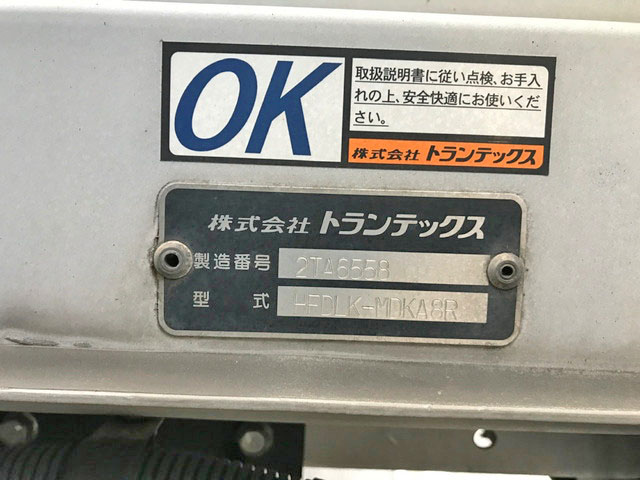 OK
取扱説明書に従い点検、お手入
れの上、安全快適にお使いくだ
さい。
株式会社 トランテックス
株式会社 トランテックス
製造番号 2TA6558
型 式 HFDLK-MDKA8R